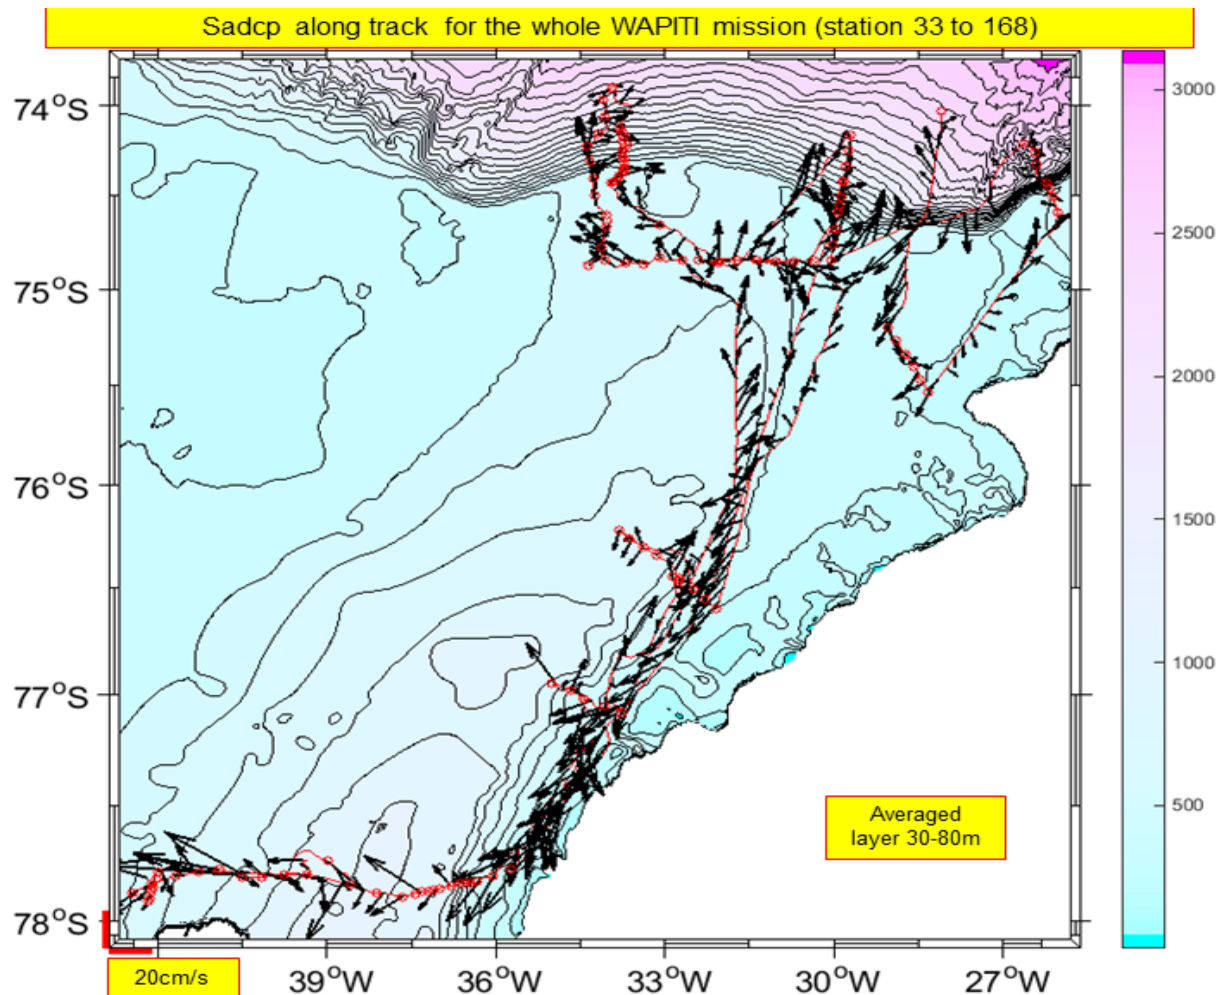 Sadcp along track for the whole WAPITI mission (station 33 to 168)
74°S
75°S
76°S
77°S
78°S
39°W
36°W
33°W
30°W
27°W
3000
2500
2000
1500
1000
500
Averaged
layer 30-80m
20cm/s